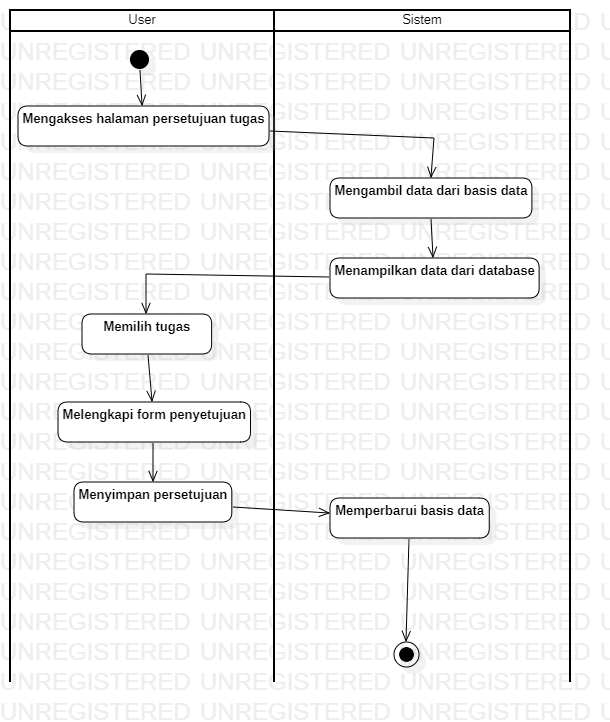 User
Sistem
Mengakses halaman persetujuan tugas
Mengambil data dari basis data
Menampilkan data dari database
Memilih tugas
Melengkapi form penyetujuan
Menyimpan persetujuan
Memperbarui basis data
UNREGISTERED